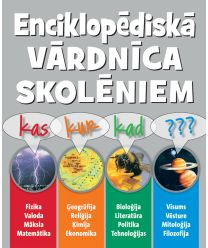 Enciklopēdiskā
VĀRDNĪCA
SKOLĒNIEM
kas kur kad ???
Fizika
Valoda
Māksla
Matemātika
Ģeogrāfija
Reliģija
Ķīmija
Ekonomika
Bioloģija
Literatūra
Politika
Tehnoloģijas
Visums
Vēsture
Mitoloģija
Filozofija